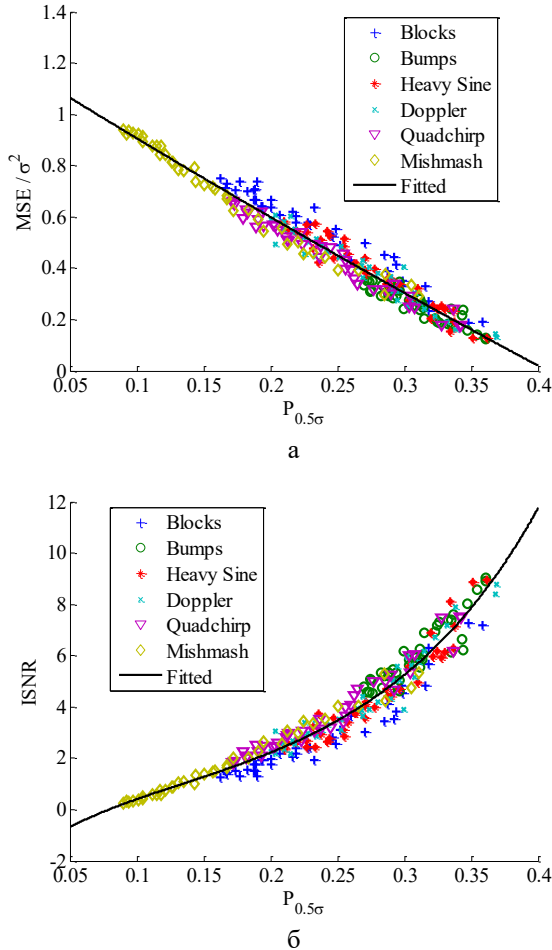 1.4
1.2
1
0.8
0.6
0.4
0.2
0
MSE / σ²
0.05 0.1 0.15 0.2 0.25 0.3 0.35 0.4
P0.5σ
Blocks
Bumps
Heavy Sine
Doppler
Quadchirp
Mishmash
Fitted
а
12
10
8
6
4
2
0
-2
ISNR
0.05 0.1 0.15 0.2 0.25 0.3 0.35 0.4
P0.5σ
Blocks
Bumps
Heavy Sine
Doppler
Quadchirp
Mishmash
Fitted
б